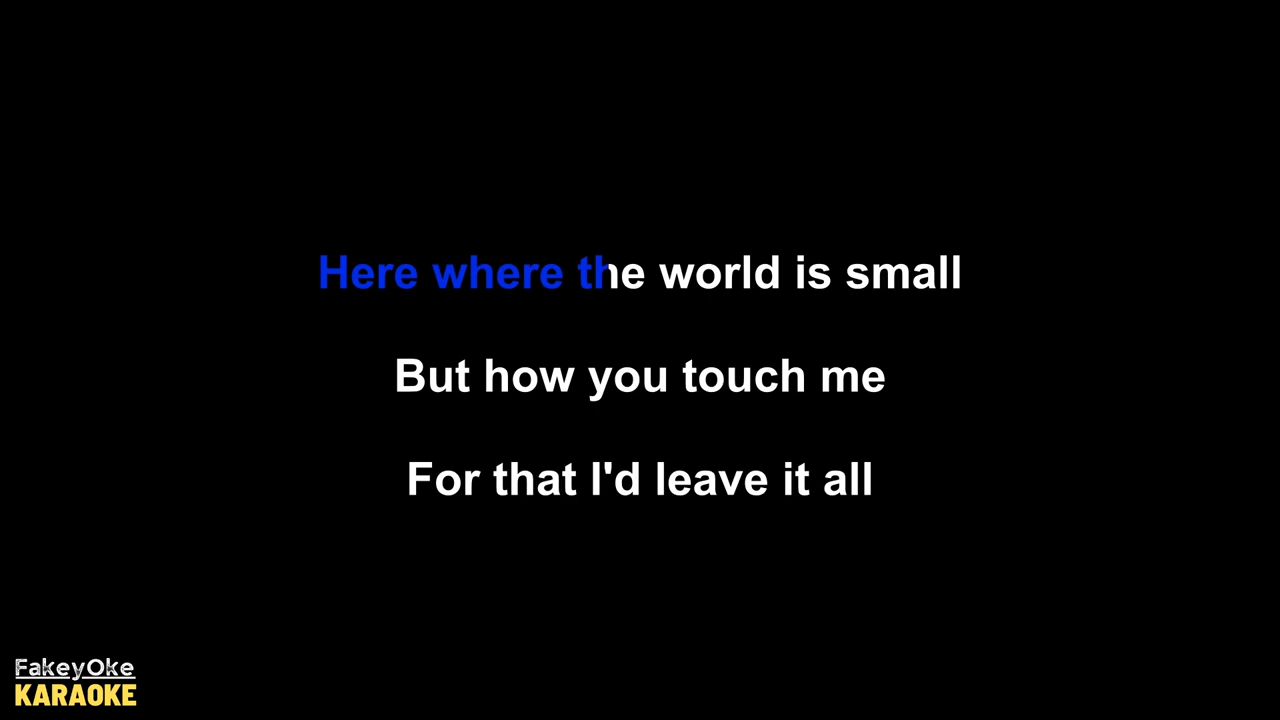 Here where the world is small
But how you touch me
For that I'd leave it all
FakeyOke
KARAOKE